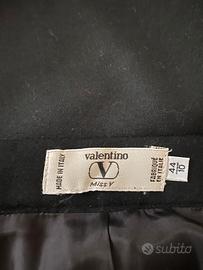 MADE IN ITALY
valentino
V
MISS V
FABRIQUÉ
EN ITALIE
44
10
subito